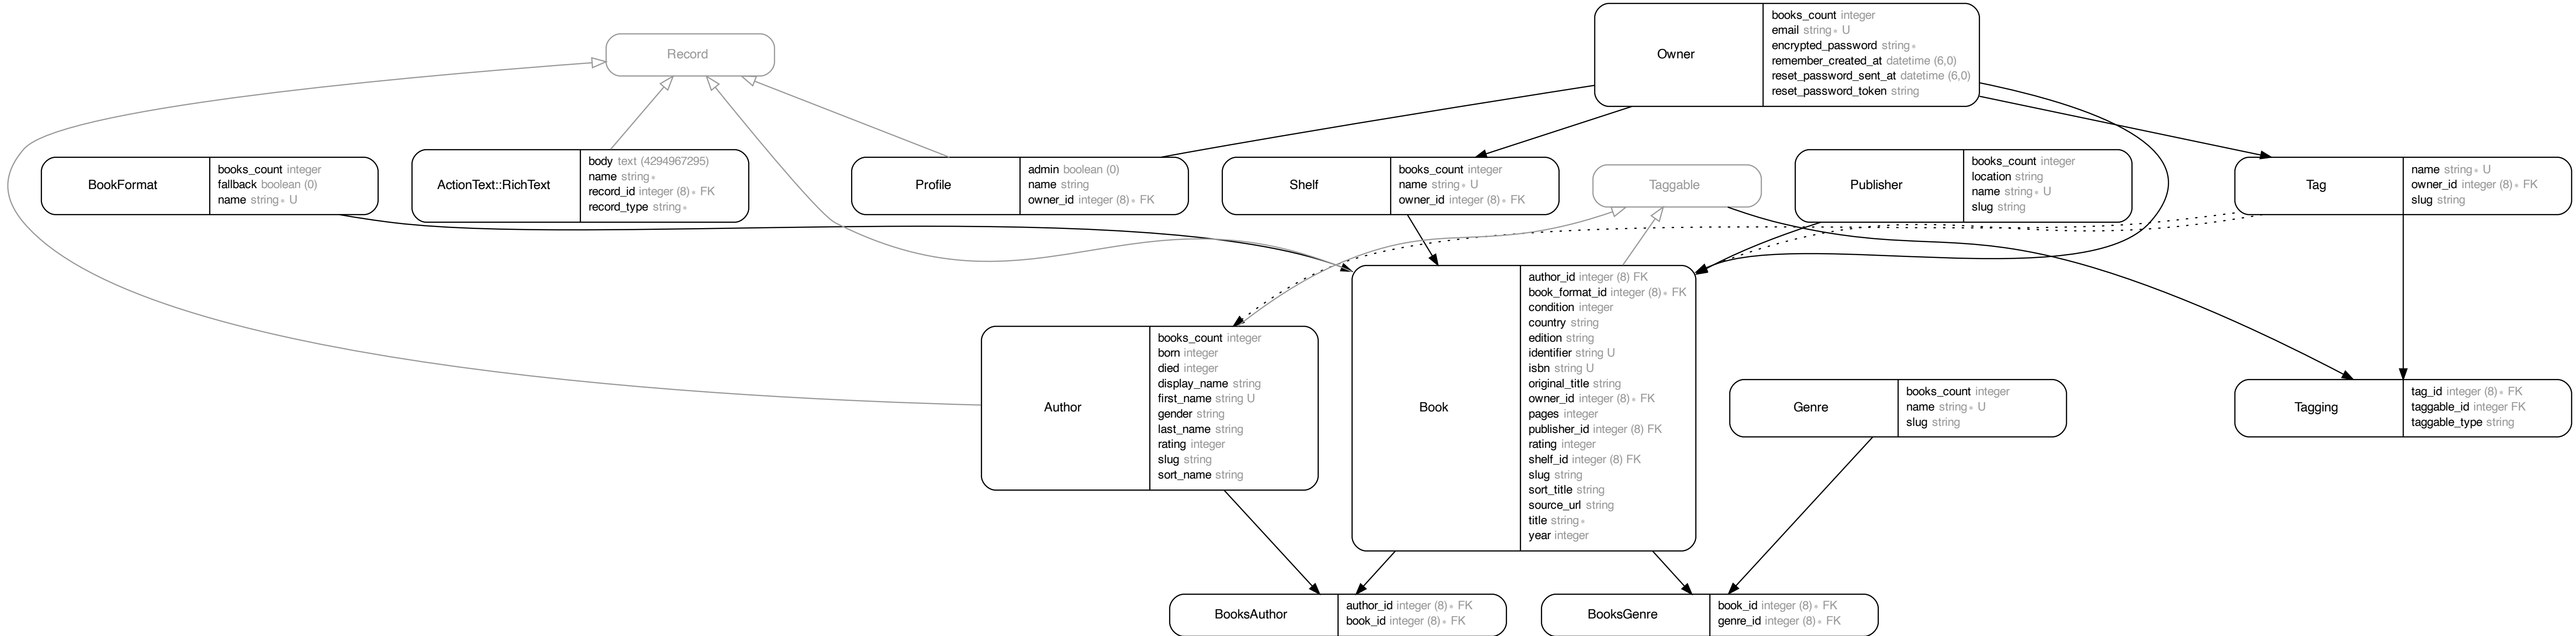 Record
Owner
books_count integer
email string∗ U
encrypted_password string∗
remember_created_at datetime (6,0)
reset_password_sent_at datetime (6,0)
reset_password_token string
BookFormat
books_count integer
fallback boolean (0)
name string∗ U
ActionText::RichText
body text (4294967295)
name string∗
record_id integer (8)∗ FK
record_type string∗
Profile
admin boolean (0)
name string
owner_id integer (8)∗ FK
Shelf
books_count integer
name string∗ U
owner_id integer (8)∗ FK
Taggable
Publisher
books_count integer
location string
name string∗ U
slug string
Tag
name string∗ U
owner_id integer (8)∗ FK
slug string
Author
books_count integer
born integer
died integer
display_name string
first_name string U
gender string
last_name string
rating integer
slug string
sort_name string
Book
author_id integer (8) FK
book_format_id integer (8)∗ FK
condition integer
country string
edition string
identifier string U
isbn string U
original_title string
owner_id integer (8)∗ FK
pages integer
publisher_id integer (8) FK
rating integer
shelf_id integer (8) FK
slug string
sort_title string
source_url string
title string∗
year integer
Genre
books_count integer
name string∗ U
slug string
Tagging
tag_id integer (8)∗ FK
taggable_id integer FK
taggable_type string
BooksAuthor
author_id integer (8)∗ FK
book_id integer (8)∗ FK
BooksGenre
book_id integer (8)∗ FK
genre_id integer (8)∗ FK